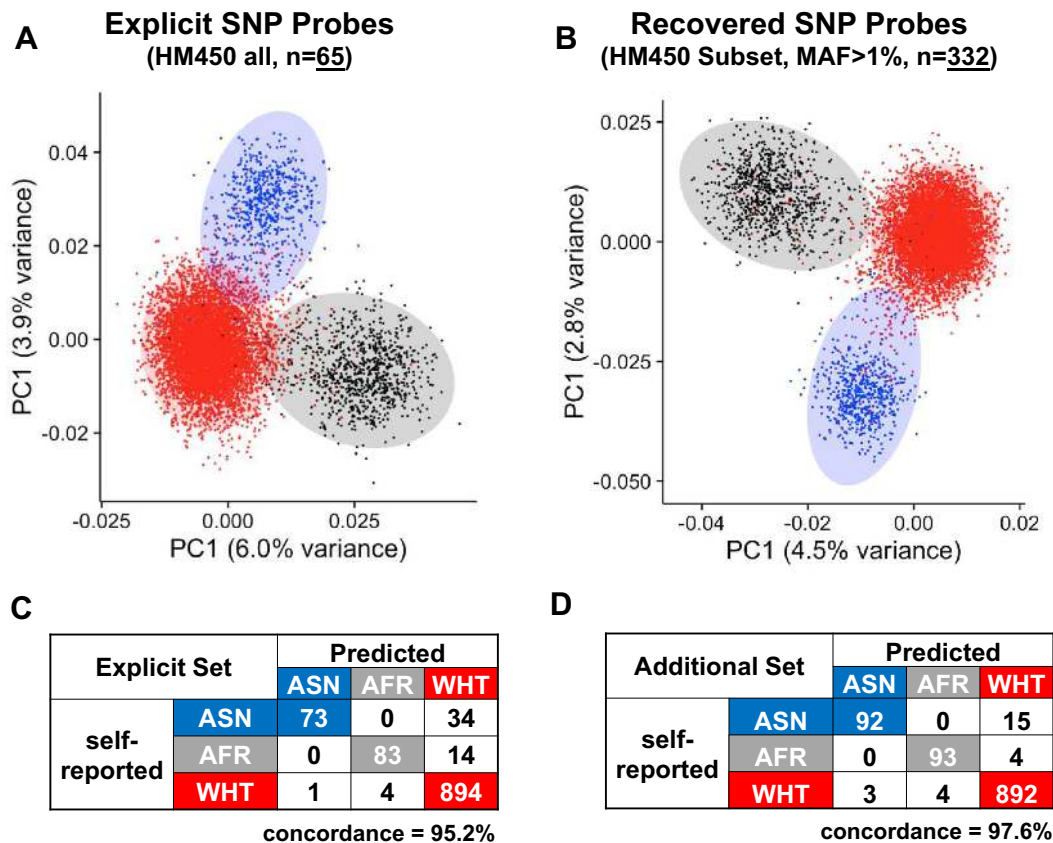 A
Explicit SNP Probes
(HM450 all, n=65)
0.04
0.02
0.00
-0.02
PC1 (3.9% variance)
-0.025
0.000
0.025
PC1 (6.0% variance)
B
Recovered SNP Probes
(HM450 Subset, MAF>1%, n=332)
0.025
0.000
-0.025
-0.050
PC1 (2.8% variance)
-0.04
-0.02
0.00
0.02
PC1 (4.5% variance)
C
Explicit Set
Predicted
ASN AFR WHT
self-reported
ASN 73 0 34
AFR 0 83 14
WHT 1 4 894
concordance = 95.2%
D
Additional Set
Predicted
ASN AFR WHT
self-reported
ASN 92 0 15
AFR 0 93 4
WHT 3 4 892
concordance = 97.6%